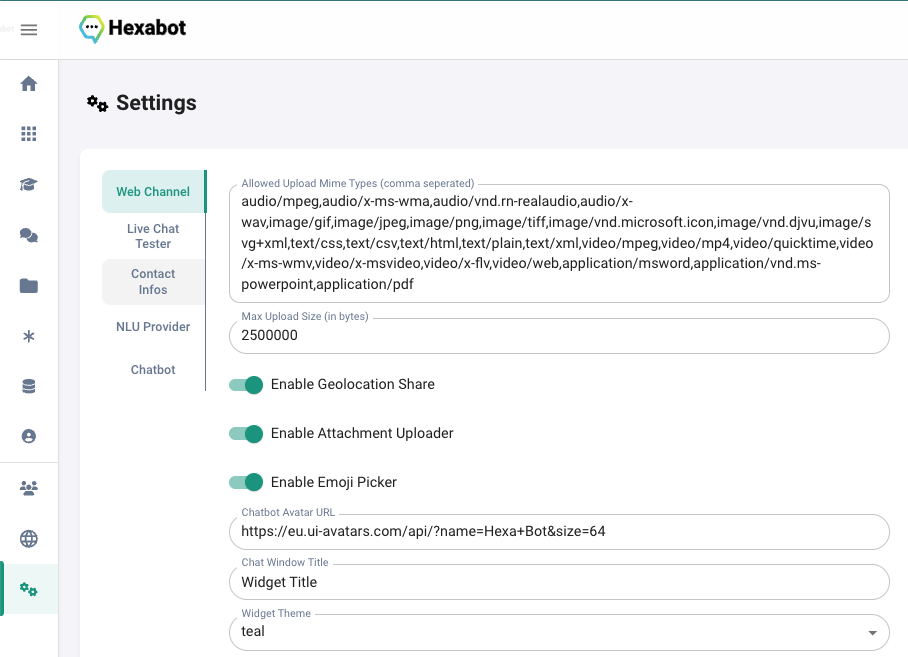 Hexabot
Settings
Web Channel
Live Chat
Tester
Contact
Infos
NLU Provider
Chatbot
Allowed Upload Mime Types (comma seperated)
audio/mpeg,audio/x-ms-wma,audio/vnd.rn-realaudio,audio/x-
wav,image/gif,image/jpeg,image/png,image/tiff,image/vnd.microsoft.icon,image/vnd.djvu,image/s
vg+xml,text/css,text/csv,text/html,text/plain,text/xml,video/mpeg,video/mp4,video/quicktime,video
/x-ms-wmv,video/x-msvideo,video/x-flv,video/web,application/msword,application/vnd.ms-
powerpoint,application/pdf
Max Upload Size (in bytes)
2500000
Enable Geolocation Share
Enable Attachment Uploader
Enable Emoji Picker
Chatbot Avatar URL
https://eu.ui-avatars.com/api/?name=Hexa+Bot&size=64
Chat Window Title
Widget Title
Widget Theme
teal